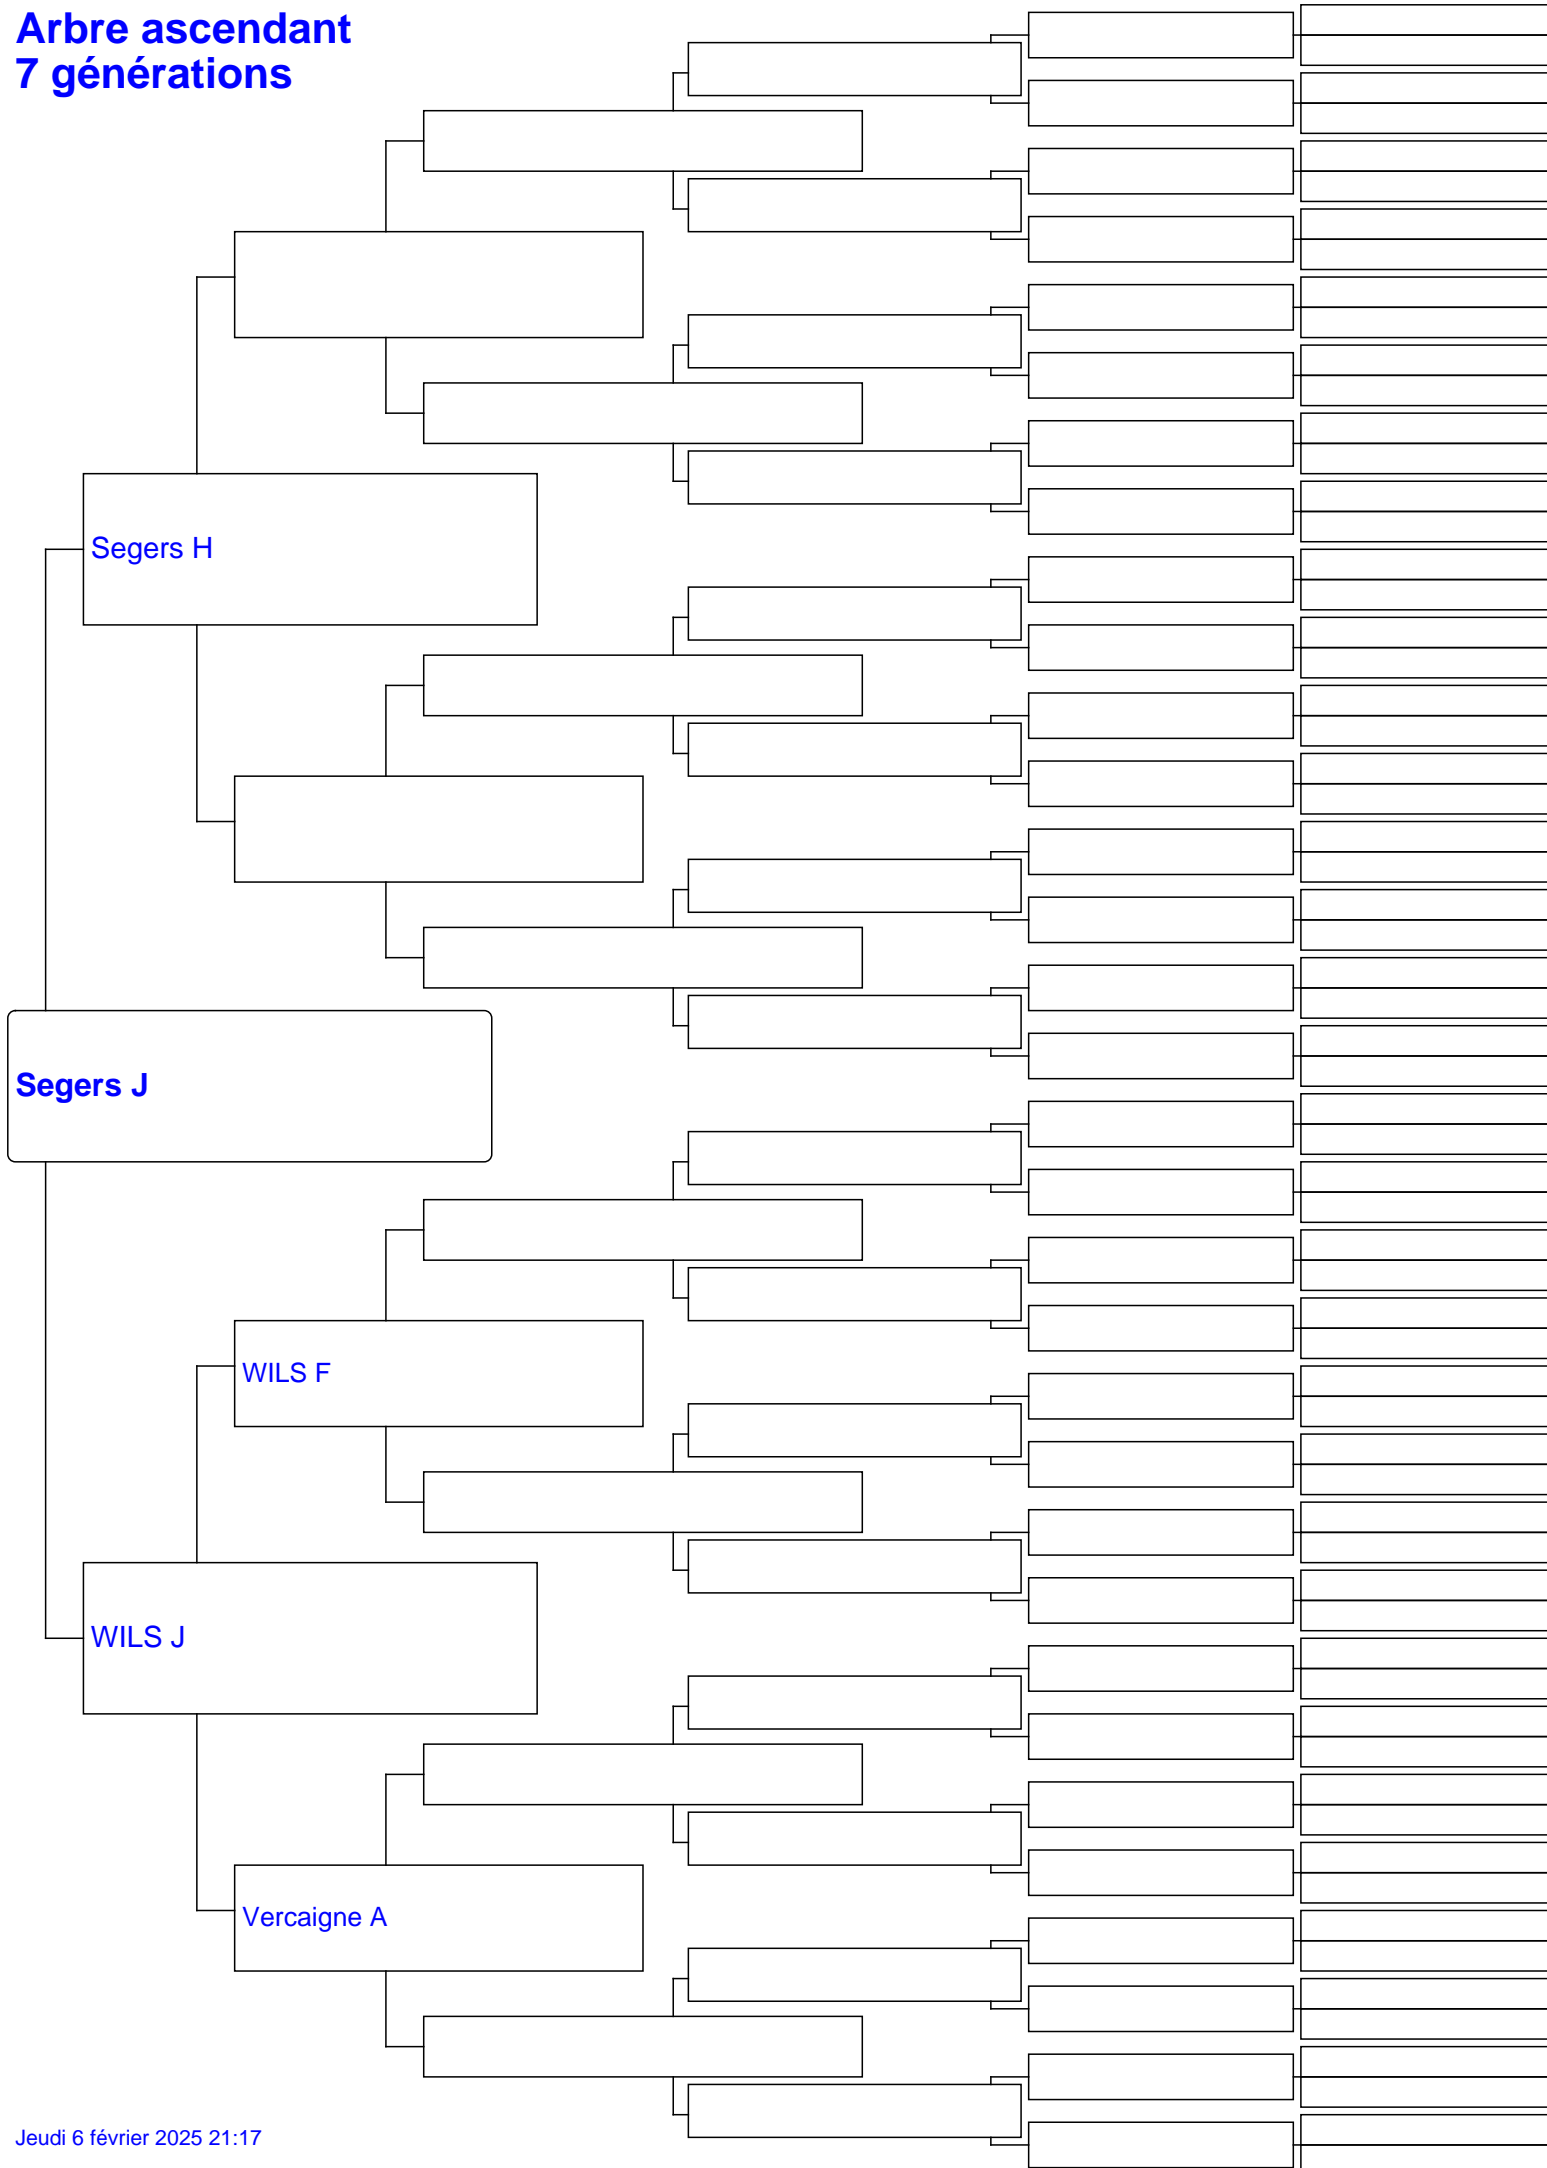 Arbre ascendant
7 générations
Segers H
Segers J
WILS F
WILS J
Vercaigne A
Jeudi 6 février 2025 21:17